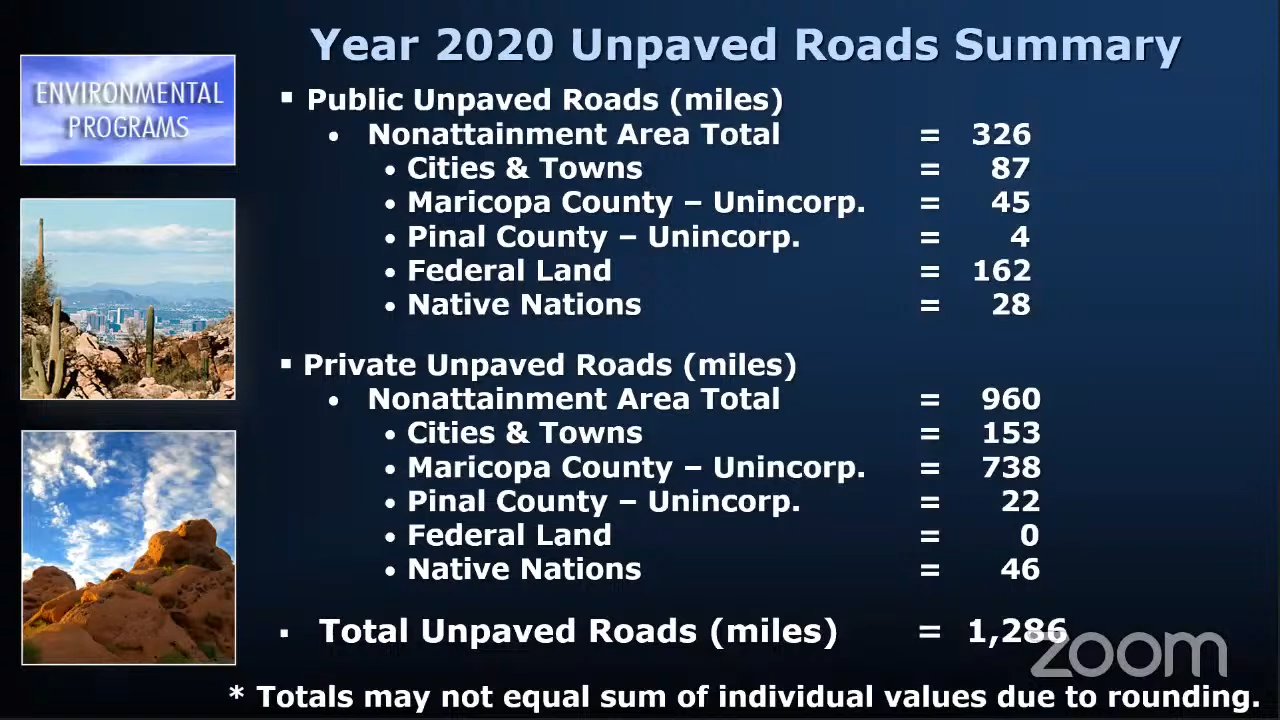 Year 2020 Unpaved Roads Summary
ENVIRONMENTAL
PROGRAMS
▪ Public Unpaved Roads (miles)
• Nonattainment Area Total = 326
• Cities & Towns = 87
• Maricopa County – Unincorp. = 45
• Pinal County – Unincorp. = 4
• Federal Land = 162
• Native Nations = 28
▪ Private Unpaved Roads (miles)
• Nonattainment Area Total = 960
• Cities & Towns = 153
• Maricopa County – Unincorp. = 738
• Pinal County – Unincorp. = 22
• Federal Land = 0
• Native Nations = 46
▪ Total Unpaved Roads (miles) = 1,286
zoom
* Totals may not equal sum of individual values due to rounding.